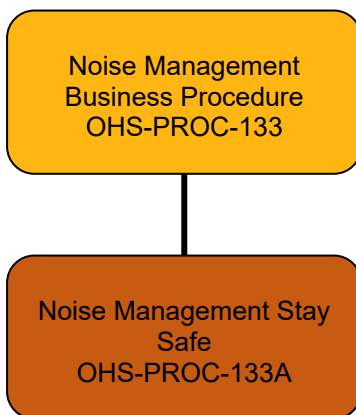 Noise Management
Business Procedure
OHS-PROC-133
Noise Management Stay
Safe
OHS-PROC-133A